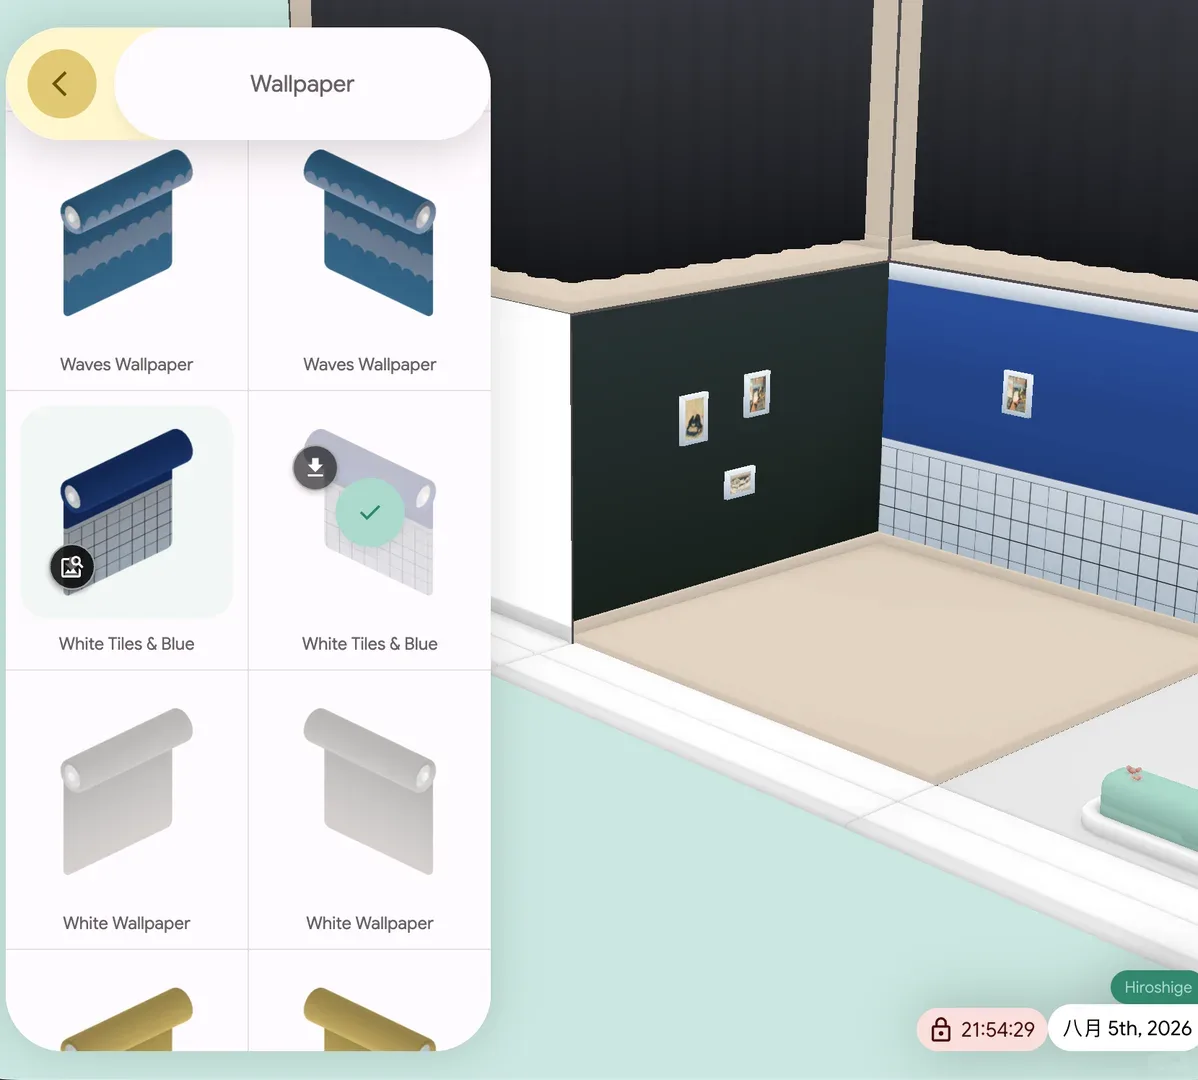 Wallpaper
Waves Wallpaper
Waves Wallpaper
White Tiles & Blue
White Tiles & Blue
White Wallpaper
White Wallpaper
Hiroshige
21:54:29
八月 5th, 2026